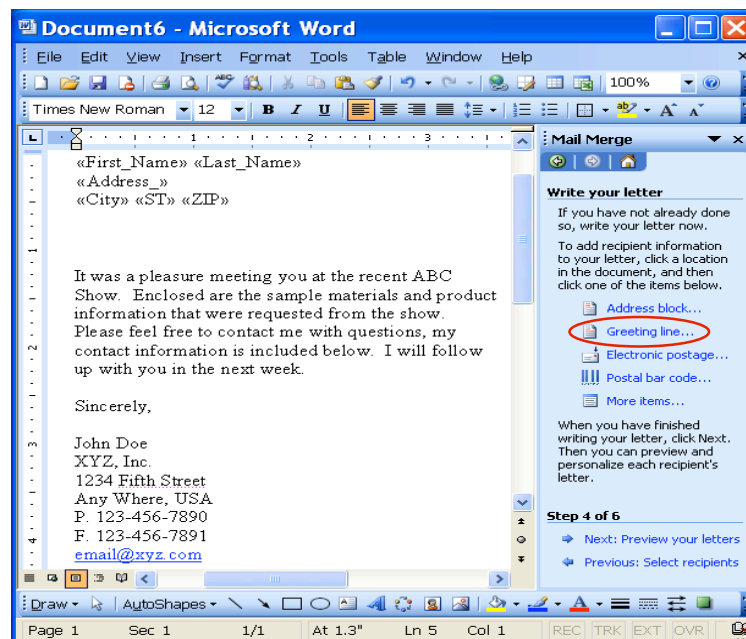 Document6 - Microsoft Word
File Edit View Insert Format Tools Table Window Help
100%
Times New Roman 12 B I U
1 2 3
Mail Merge
«First_Name» «Last_Name»
«Address_»
«City» «ST» «ZIP»
It was a pleasure meeting you at the recent ABC
Show. Enclosed are the sample materials and product
information that were requested from the show.
Please feel free to contact me with questions, my
contact information is included below. I will follow
up with you in the next week.
Sincerely,
John Doe
XYZ, Inc.
1234 Fifth Street
Any Where, USA
P. 123-456-7890
F. 123-456-7891
email@xyz.com
Write your letter
If you have not already done
so, write your letter now.
To add recipient information
to your letter, click a location
in the document, and then
click one of the items below.
Address block...
Greeting line...
Electronic postage...
Postal bar code...
More items...
When you have finished
writing your letter, click Next.
Then you can preview and
personalize each recipient's
letter.
Step 4 of 6
Next: Preview your letters
Previous: Select recipients
Draw AutoShapes
Page 1 Sec 1 1/1 At 1.3" Ln 5 Col 1 REC TRK EXT OVR